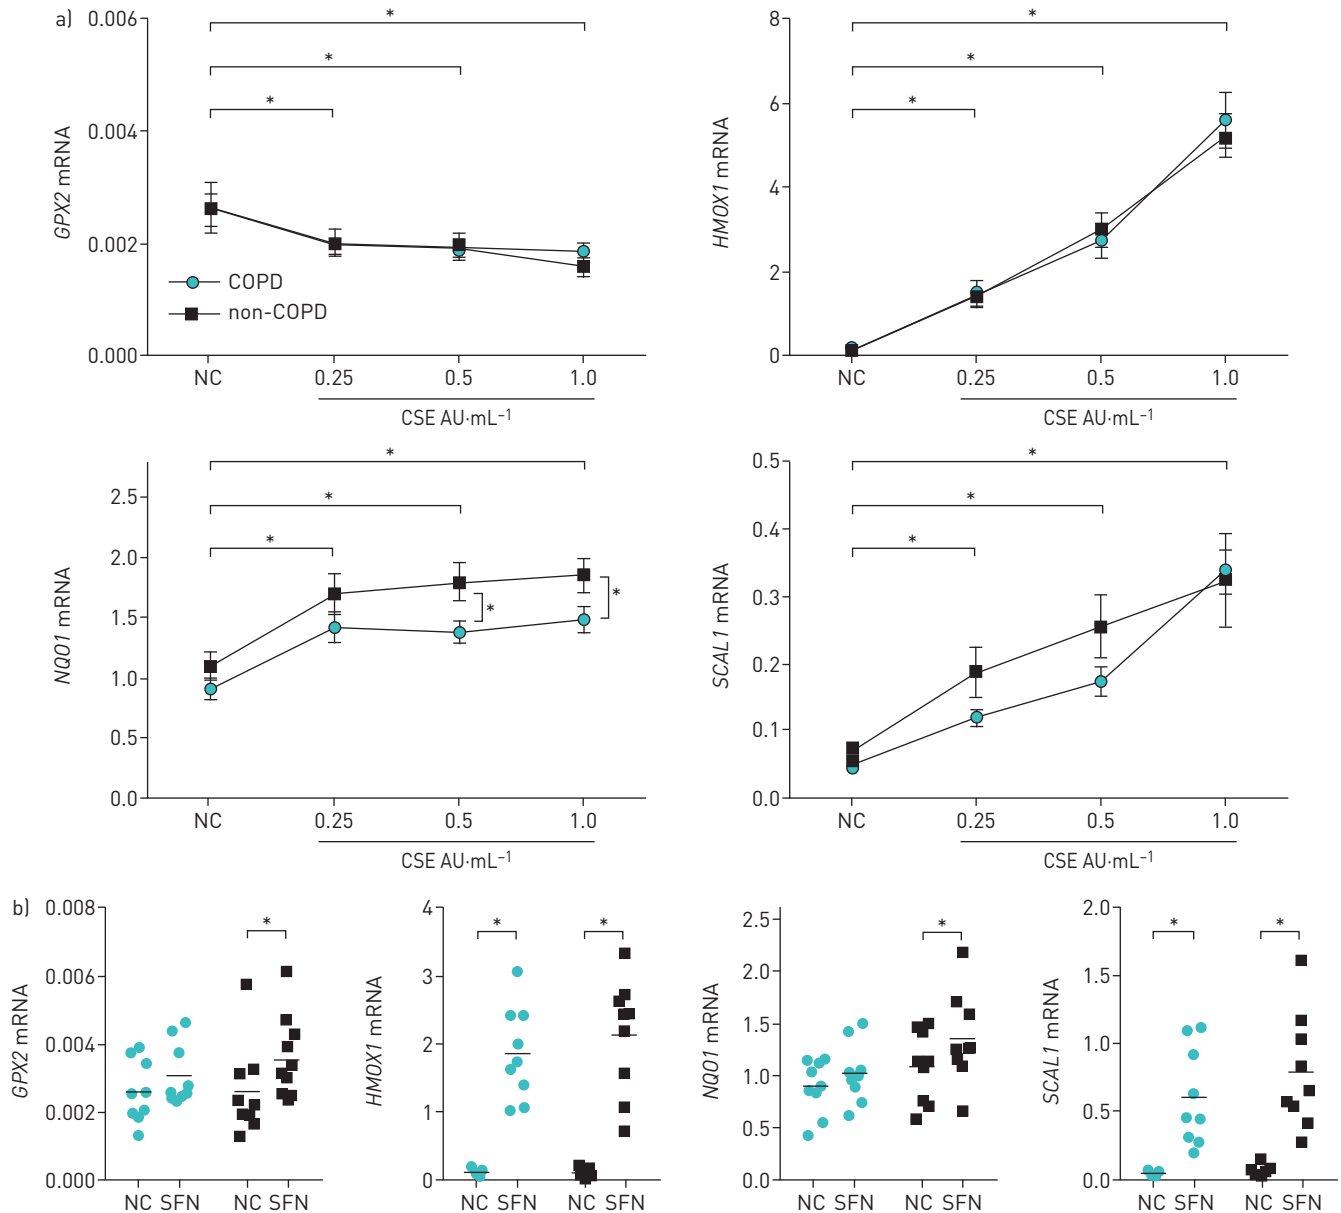 a)
0.006
0.004
0.002
0.000
GPX2 mRNA
COPD
non-COPD
* * *
NC 0.25 0.5 1.0
CSE AU·mL⁻¹
8
6
4
2
0
HMOX1 mRNA
* * *
NC 0.25 0.5 1.0
CSE AU·mL⁻¹
2.5
2.0
1.5
1.0
0.5
0.0
NQO1 mRNA
* * *
* *
NC 0.25 0.5 1.0
CSE AU·mL⁻¹
0.5
0.4
0.3
0.2
0.1
0.0
SCAL1 mRNA
* * *
NC 0.25 0.5 1.0
CSE AU·mL⁻¹
b)
0.008
0.006
0.004
0.002
0.000
GPX2 mRNA
*
NC SFN NC SFN
4
3
2
1
0
HMOX1 mRNA
* *
NC SFN NC SFN
2.5
2.0
1.5
1.0
0.5
0.0
NQO1 mRNA
*
NC SFN NC SFN
2.0
1.5
1.0
0.5
0.0
SCAL1 mRNA
* *
NC SFN NC SFN